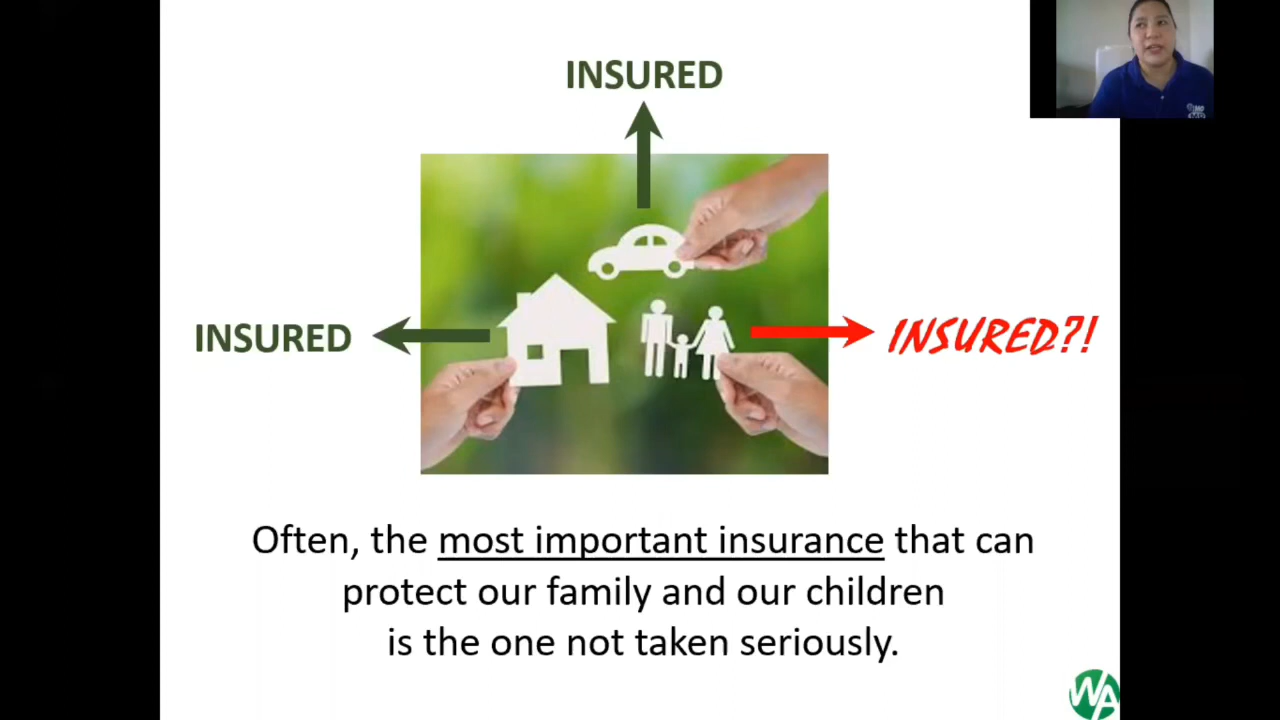 INSURED
INSURED
INSURED?!
Often, the most important insurance that can
protect our family and our children
is the one not taken seriously.
WA